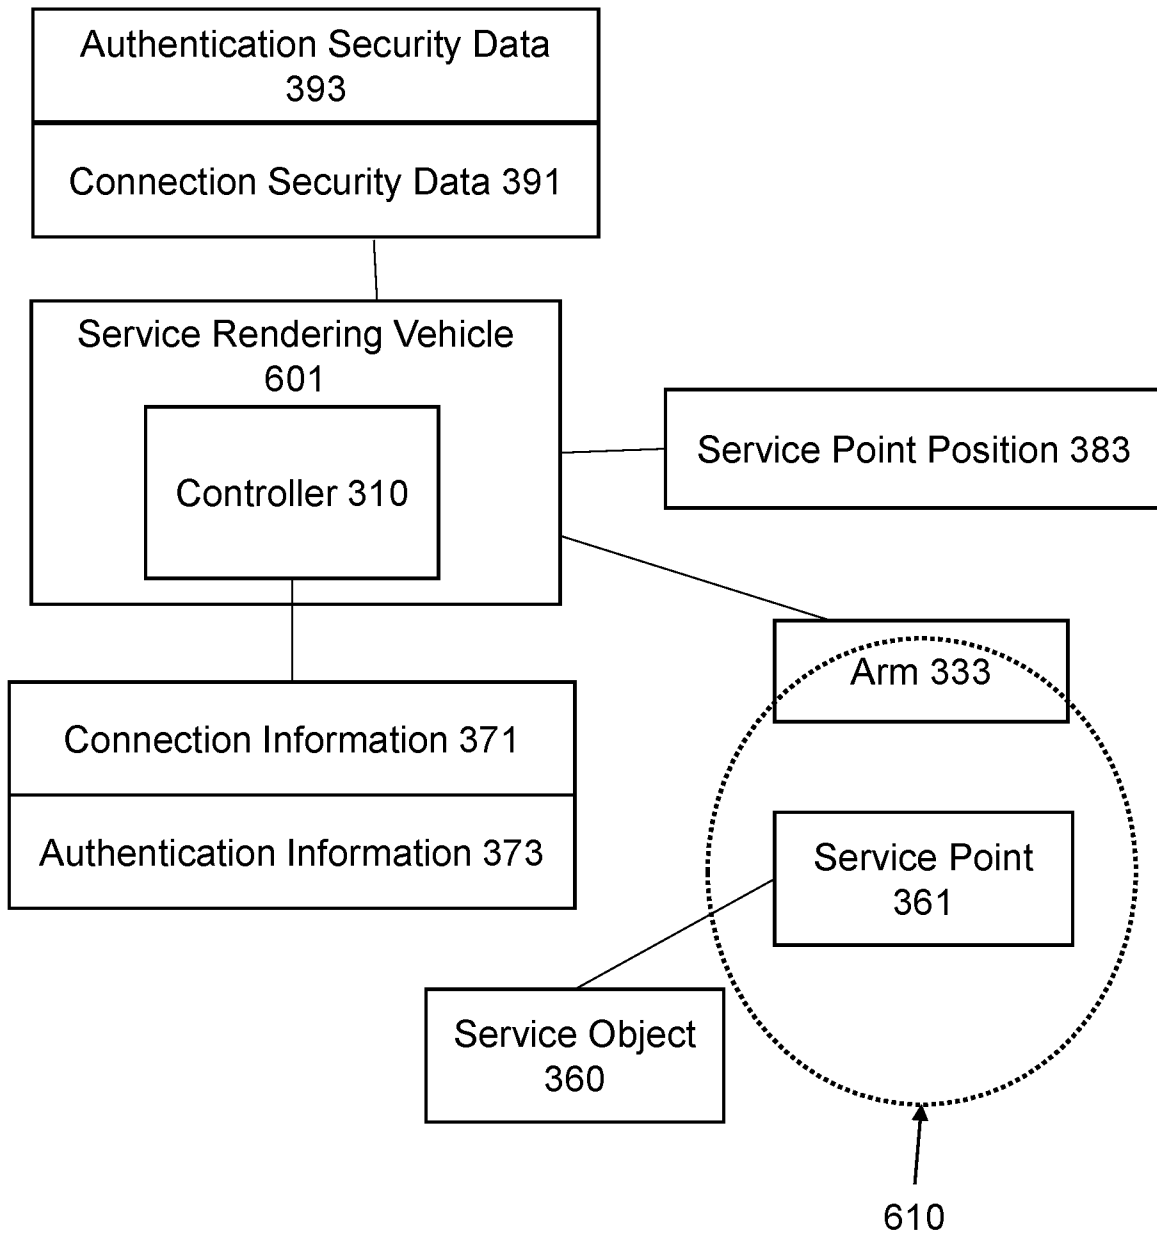 Authentication Security Data
393
Connection Security Data 391
Service Rendering Vehicle
601
Controller 310
Service Point Position 383
Arm 333
Connection Information 371
Authentication Information 373
Service Point
361
Service Object
360
610